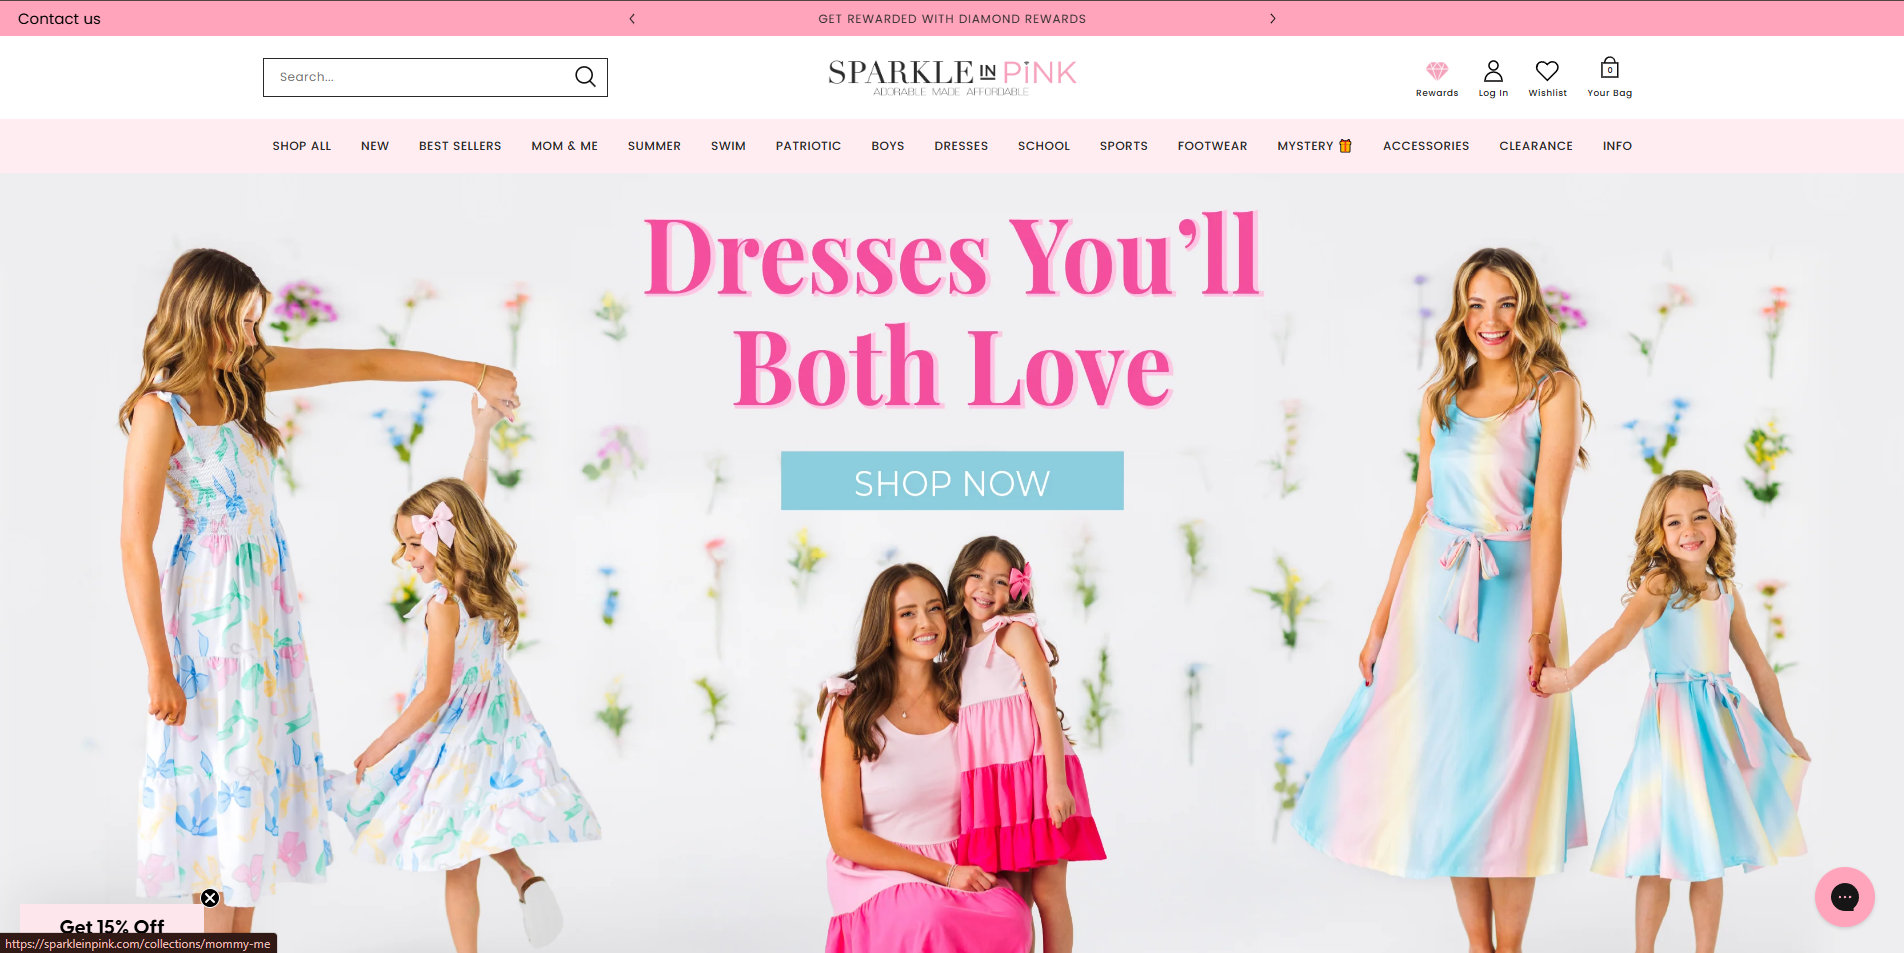 Contact us
GET REWARDED WITH DIAMOND REWARDS
Search...
SPARKLE IN PiNK
ADORABLE MADE AFFORDABLE
Rewards
Log In
Wishlist
0
Your Bag
SHOP ALL NEW BEST SELLERS MOM & ME SUMMER SWIM PATRIOTIC BOYS DRESSES SCHOOL SPORTS FOOTWEAR MYSTERY ACCESSORIES CLEARANCE INFO
Dresses You'll
Both Love
SHOP NOW
Get 15% Off
https://sparkleinpink.com/collections/mommy-me